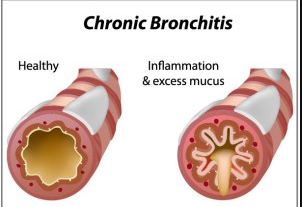 Chronic Bronchitis
Healthy
Inflammation
& excess mucus